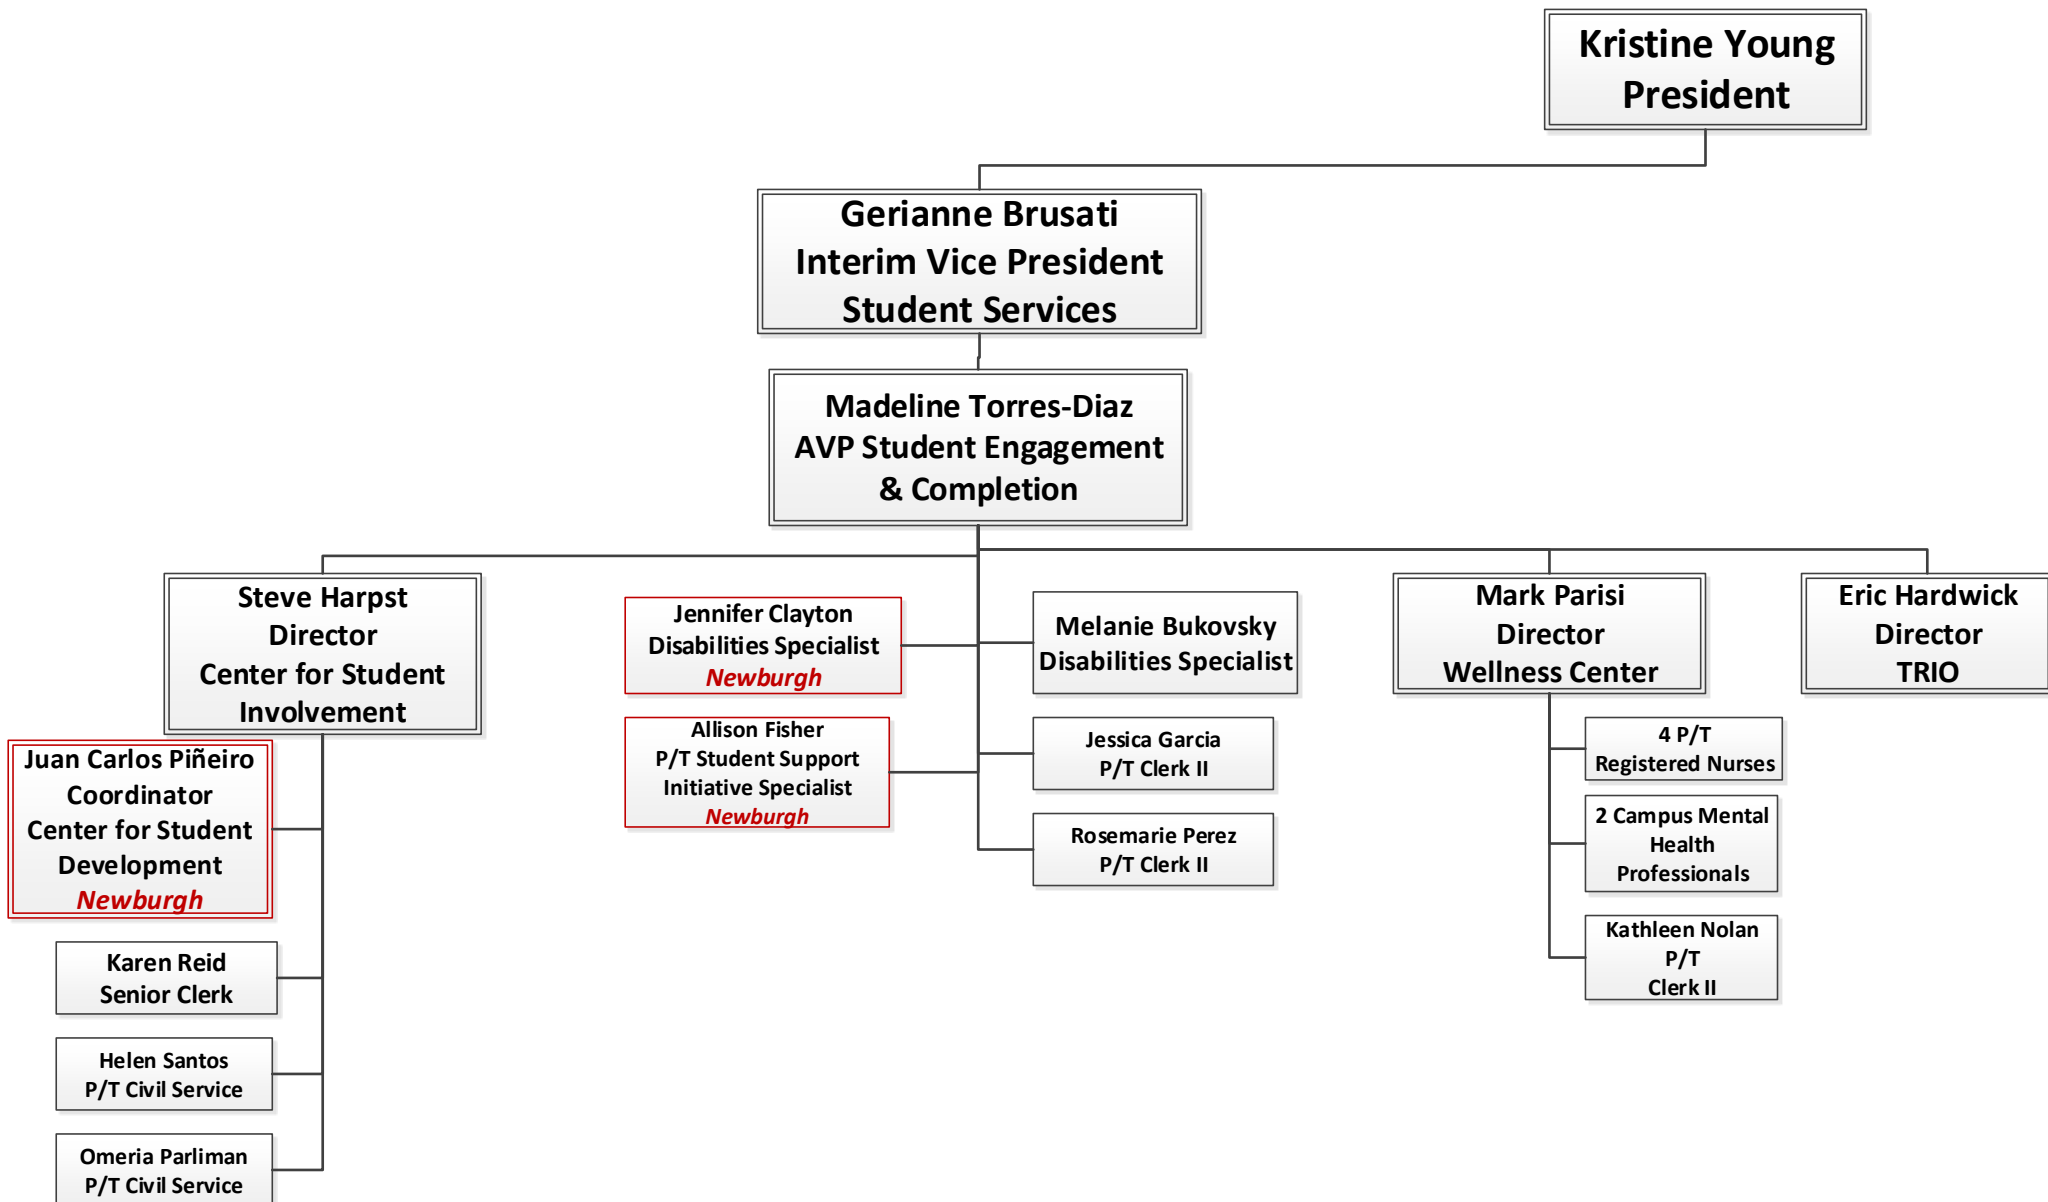 Kristine Young
President
Gerianne Brusati
Interim Vice President
Student Services
Madeline Torres-Diaz
AVP Student Engagement
& Completion
Steve Harpst
Director
Center for Student
Involvement
Juan Carlos Piñeiro
Coordinator
Center for Student
Development
Newburgh
Karen Reid
Senior Clerk
Helen Santos
P/T Civil Service
Omeria Parliman
P/T Civil Service
Jennifer Clayton
Disabilities Specialist
Newburgh
Allison Fisher
P/T Student Support
Initiative Specialist
Newburgh
Melanie Bukovsky
Disabilities Specialist
Jessica Garcia
P/T Clerk II
Rosemarie Perez
P/T Clerk II
Mark Parisi
Director
Wellness Center
4 P/T
Registered Nurses
2 Campus Mental
Health
Professionals
Kathleen Nolan
P/T
Clerk II
Eric Hardwick
Director
TRIO